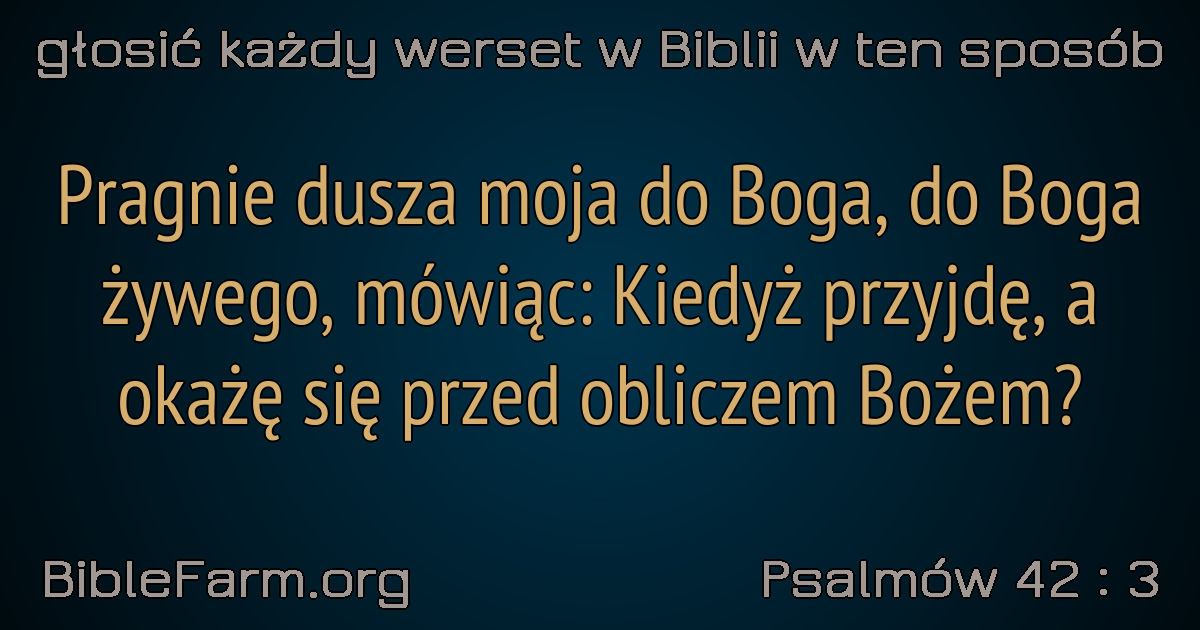 głosić każdy werset w Biblii w ten sposób
Pragnie dusza moja do Boga, do Boga
żywego, mówiąc: Kiedyż przyjdę, a
okażę się przed obliczem Bożem?
BibleFarm.org
Psalmów 42 : 3